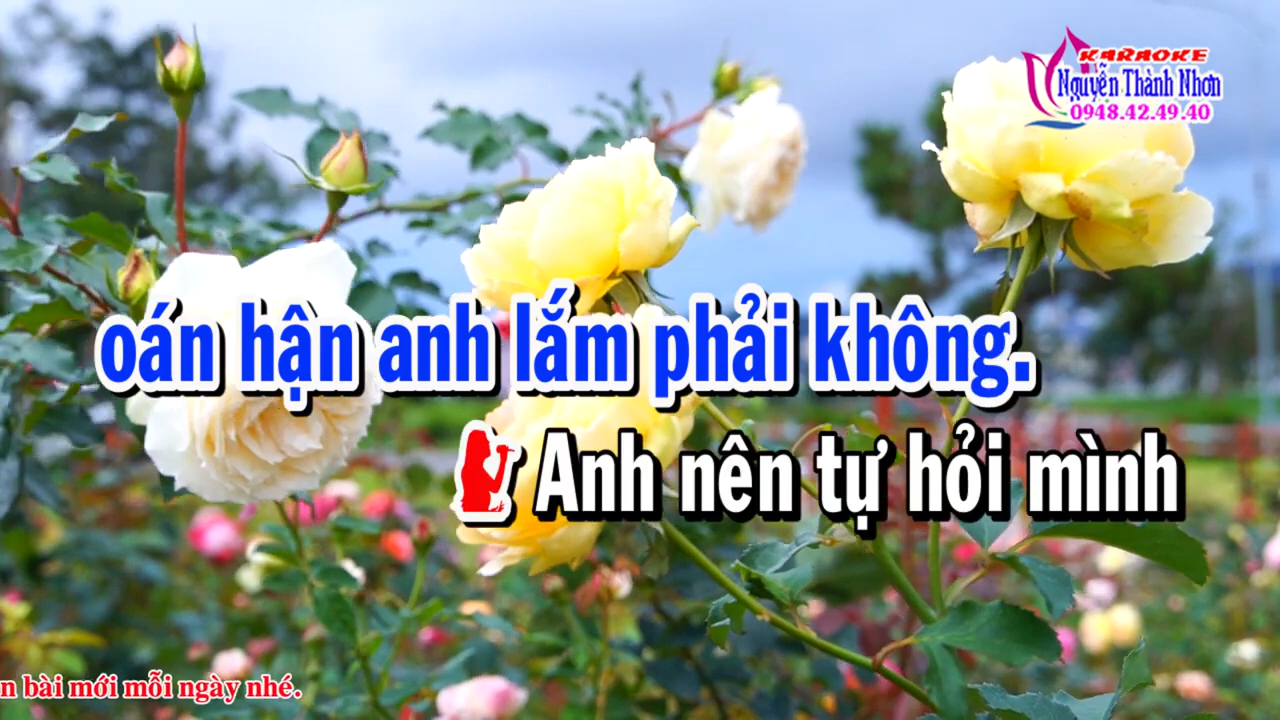 KARAOKE
Nguyễn Thành Nhơn
0948.42.49.40
oán hận anh lắm phải không.
Anh nên tự hỏi mình
n bài mới mỗi ngày nhé.